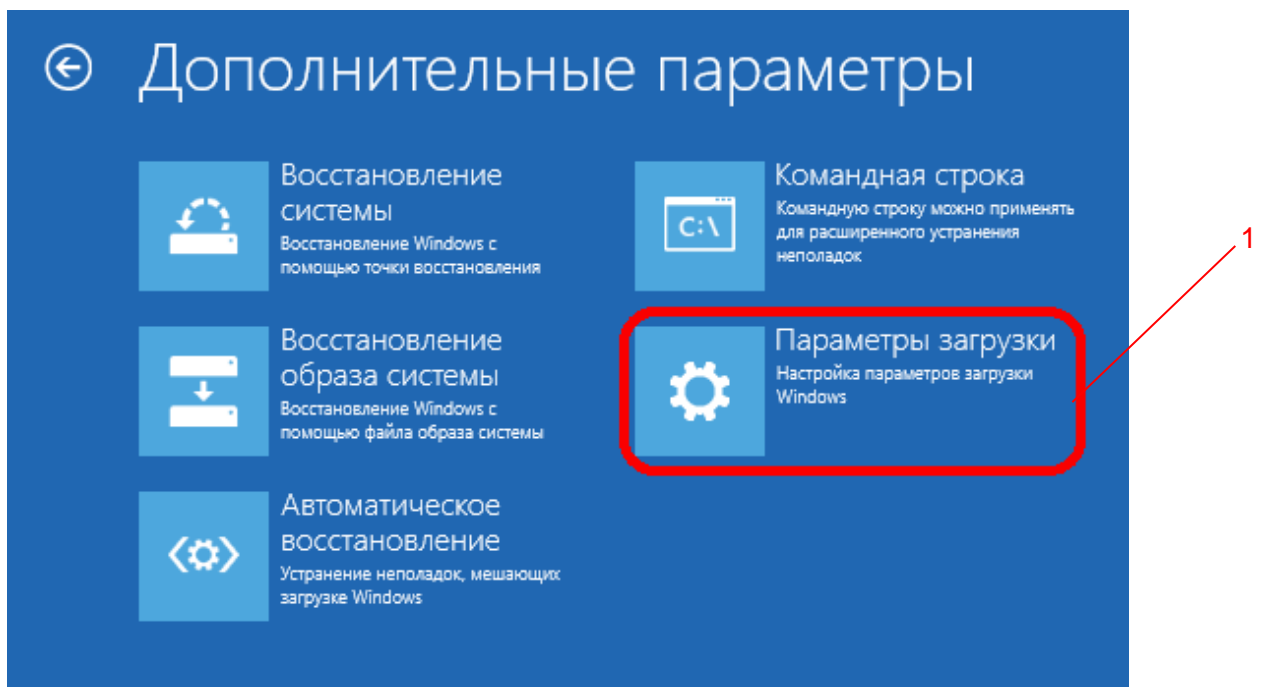 Дополнительные параметры
Восстановление
системы
Восстановление Windows с
помощью точки восстановления
Командная строка
Командную строку можно применять
для расширенного устранения
неполадок
C:\
1
Восстановление
образа системы
Восстановление Windows с
помощью файла образа системы
Параметры загрузки
Настройка параметров загрузки
Windows
Автоматическое
восстановление
Устранение неполадок, мешающих
загрузке Windows